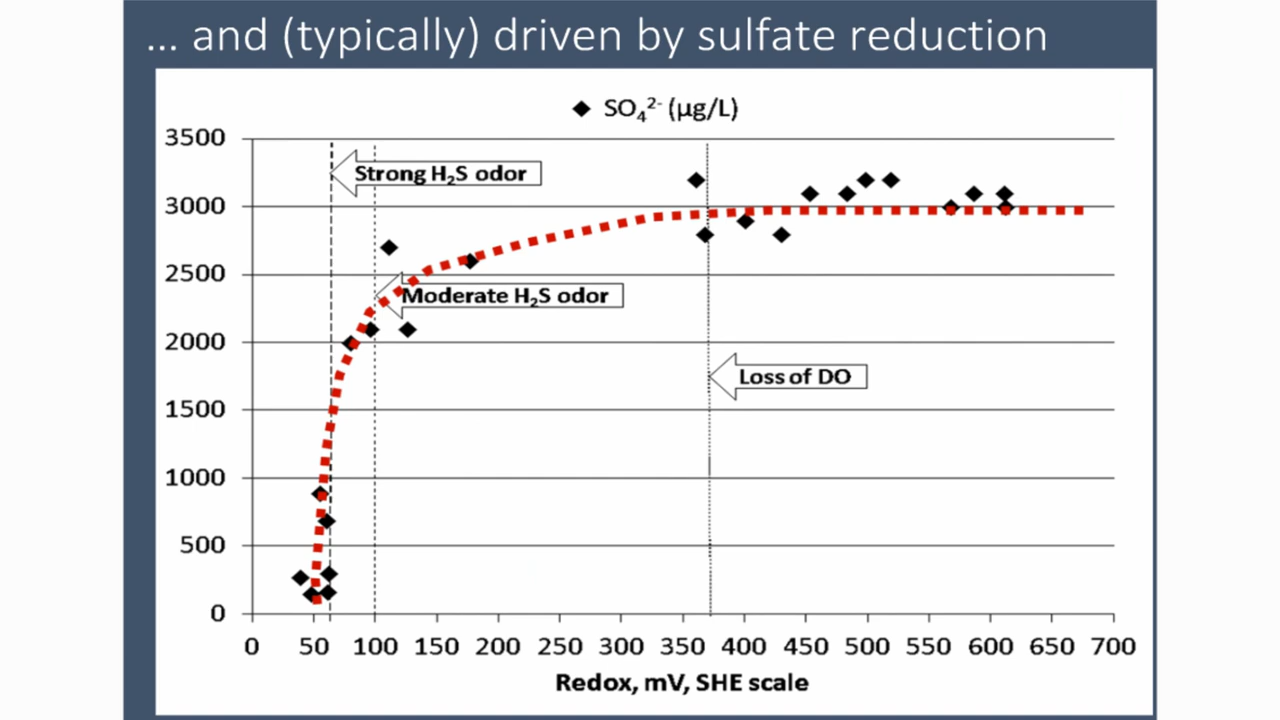 ... and (typically) driven by sulfate reduction
SO₄²⁻ (µg/L)
3500
Strong H₂S odor
3000
2500
Moderate H₂S odor
2000
Loss of DO
1500
1000
500
0
0 50 100 150 200 250 300 350 400 450 500 550 600 650 700
Redox, mV, SHE scale